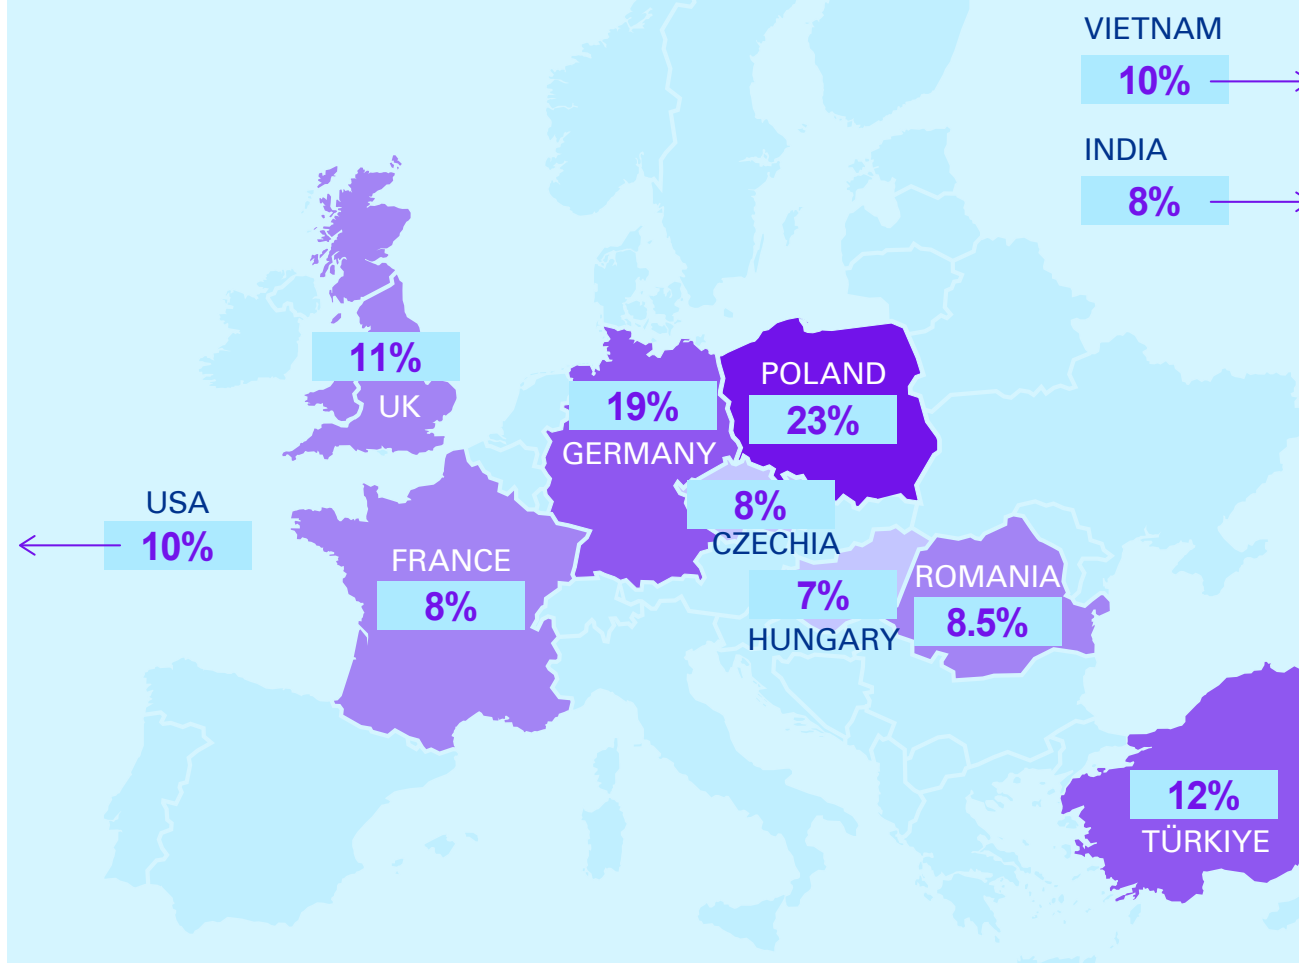 VIETNAM
10%
INDIA
8%
11%
UK
19%
GERMANY
POLAND
23%
USA
10%
8%
CZECHIA
FRANCE
8%
7%
HUNGARY
ROMANIA
8.5%
12%
TÜRKIYE